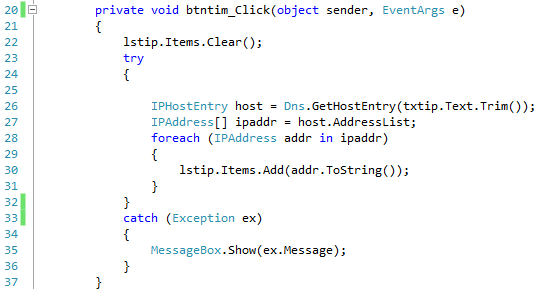 20 private void btntim_Click(object sender, EventArgs e)
21 {
22 lstip.Items.Clear();
23 try
24 {
25
26 IPHostEntry host = Dns.GetHostEntry(txtip.Text.Trim());
27 IPAddress[] ipaddr = host.AddressList;
28 foreach (IPAddress addr in ipaddr)
29 {
30 lstip.Items.Add(addr.ToString());
31 }
32 }
33 catch (Exception ex)
34 {
35 MessageBox.Show(ex.Message);
36 }
37 }